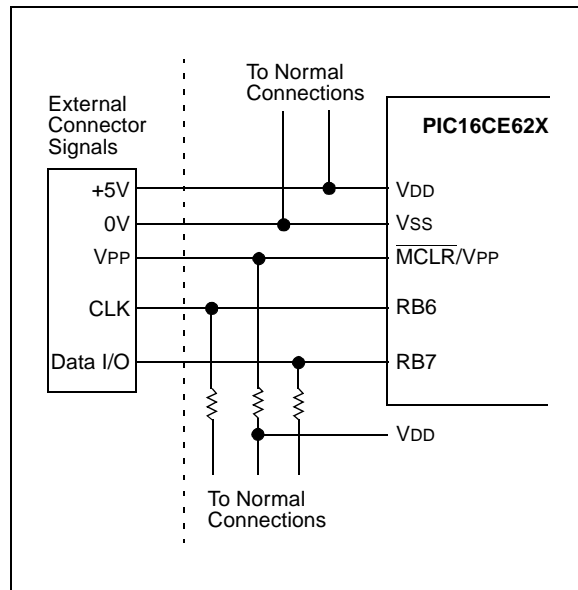 To Normal
Connections
External
Connector
Signals
PIC16CE62X
+5V
VDD
0V
VSS
VPP
MCLR/VPP
CLK
RB6
Data I/O
RB7
VDD
To Normal
Connections